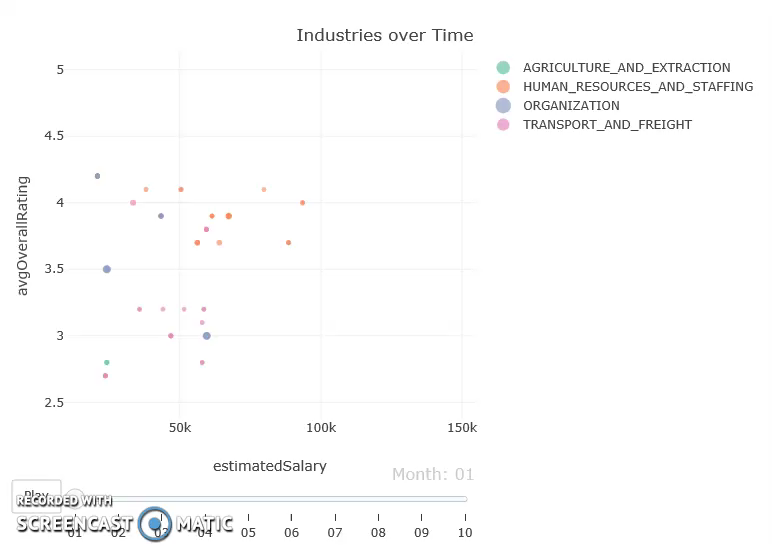 Industries over Time
AGRICULTURE_AND_EXTRACTION
HUMAN_RESOURCES_AND_STAFFING
ORGANIZATION
TRANSPORT_AND_FREIGHT
avgOverallRating
5
4.5
4
3.5
3
2.5
50k 100k 150k
estimatedSalary
Month: 01
Play
RECORDED WITH
SCREENCAST MATIC
01 02 03 04 05 06 07 08 09 10